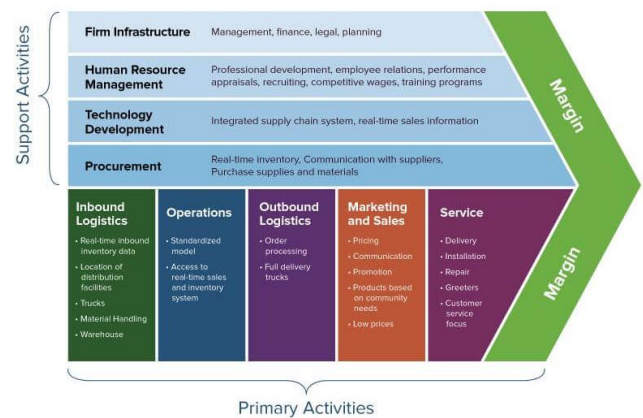 Support Activities
Firm Infrastructure
Management, finance, legal, planning
Human Resource
Management
Professional development, employee relations, performance
appraisals, recruiting, competitive wages, training programs
Technology
Development
Integrated supply chain system, real-time sales information
Procurement
Real-time inventory, Communication with suppliers,
Purchase supplies and materials
Margin
Inbound
Logistics
• Real-time inbound
inventory data
• Location of
distribution
facilities
• Trucks
• Material Handling
• Warehouse
Operations
• Standardized
model
• Access to
real-time sales
and inventory
system
Outbound
Logistics
• Order
processing
• Full delivery
trucks
Marketing
and Sales
• Pricing
• Communication
• Promotion
• Products based
on community
needs
• Low prices
Service
• Delivery
• Installation
• Repair
• Greeters
• Customer
service
focus
Margin
Primary Activities